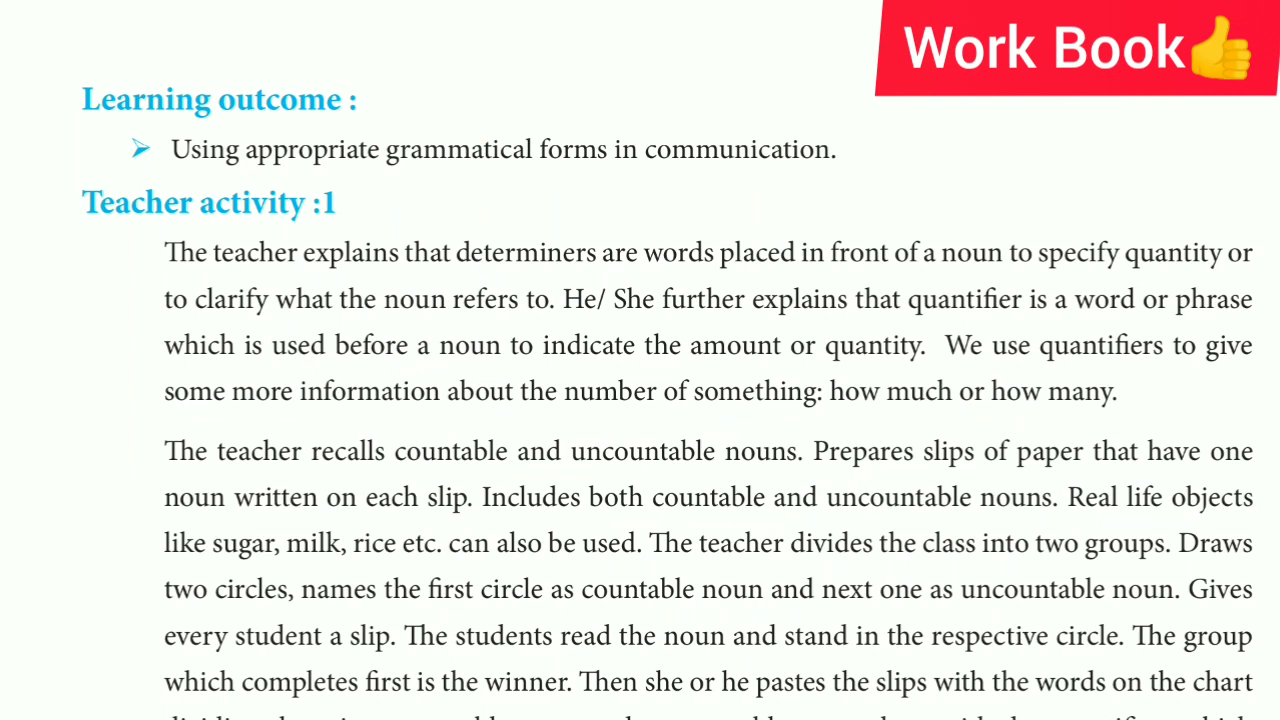 Work Book👍
Learning outcome :
➢ Using appropriate grammatical forms in communication.
Teacher activity :1
The teacher explains that determiners are words placed in front of a noun to specify quantity or
to clarify what the noun refers to. He/ She further explains that quantifier is a word or phrase
which is used before a noun to indicate the amount or quantity. We use quantifiers to give
some more information about the number of something: how much or how many.
The teacher recalls countable and uncountable nouns. Prepares slips of paper that have one
noun written on each slip. Includes both countable and uncountable nouns. Real life objects
like sugar, milk, rice etc. can also be used. The teacher divides the class into two groups. Draws
two circles, names the first circle as countable noun and next one as uncountable noun. Gives
every student a slip. The students read the noun and stand in the respective circle. The group
which completes first is the winner. Then she or he pastes the slips with the words on the chart